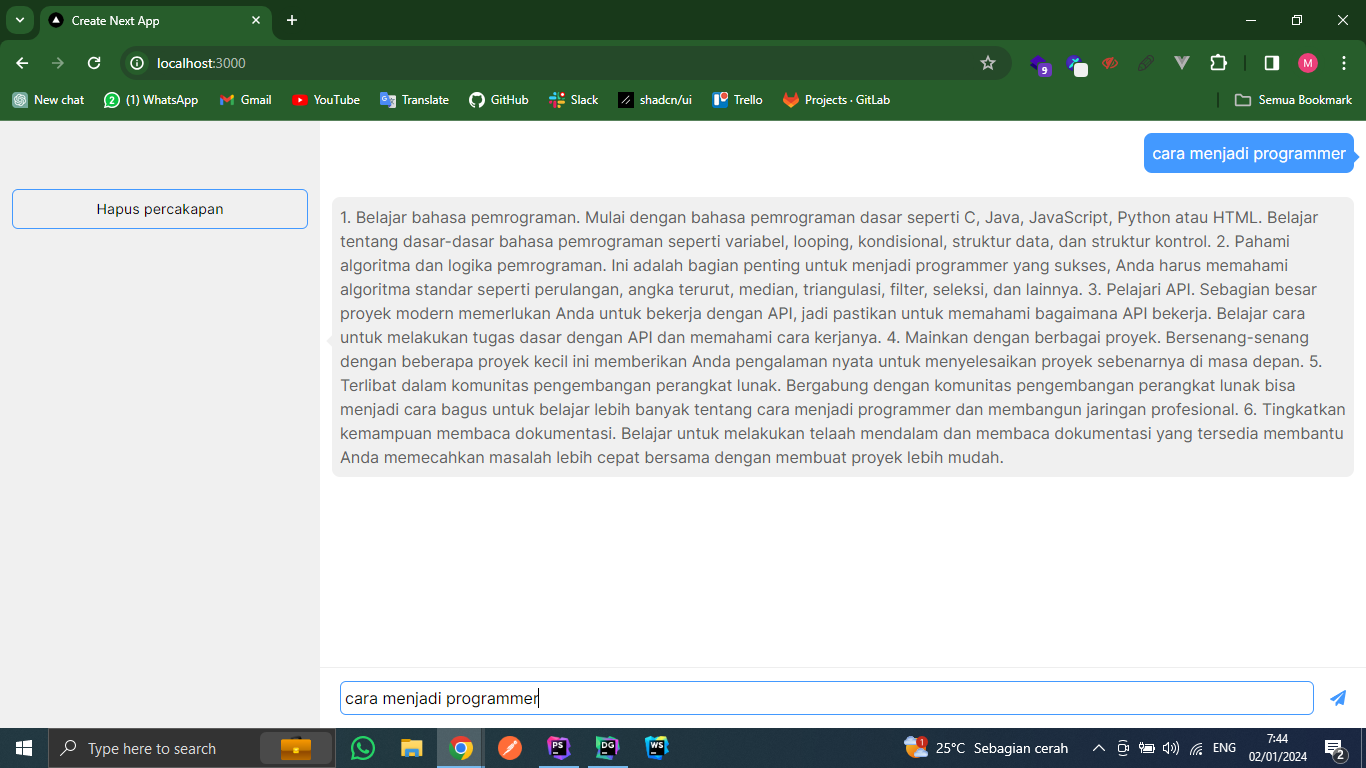 Create Next App
localhost:3000
9
M
New chat
2
(1) WhatsApp
Gmail
YouTube
Translate
GitHub
Slack
shadcn/ui
Trello
Projects · GitLab
Semua Bookmark
cara menjadi programmer
Hapus percakapan
1. Belajar bahasa pemrograman. Mulai dengan bahasa pemrograman dasar seperti C, Java, JavaScript, Python atau HTML. Belajar
tentang dasar-dasar bahasa pemrograman seperti variabel, looping, kondisional, struktur data, dan struktur kontrol. 2. Pahami
algoritma dan logika pemrograman. Ini adalah bagian penting untuk menjadi programmer yang sukses, Anda harus memahami
algoritma standar seperti perulangan, angka terurut, median, triangulasi, filter, seleksi, dan lainnya. 3. Pelajari API. Sebagian besar
proyek modern memerlukan Anda untuk bekerja dengan API, jadi pastikan untuk memahami bagaimana API bekerja. Belajar cara
untuk melakukan tugas dasar dengan API dan memahami cara kerjanya. 4. Mainkan dengan berbagai proyek. Bersenang-senang
dengan beberapa proyek kecil ini memberikan Anda pengalaman nyata untuk menyelesaikan proyek sebenarnya di masa depan. 5.
Terlibat dalam komunitas pengembangan perangkat lunak. Bergabung dengan komunitas pengembangan perangkat lunak bisa
menjadi cara bagus untuk belajar lebih banyak tentang cara menjadi programmer dan membangun jaringan profesional. 6. Tingkatkan
kemampuan membaca dokumentasi. Belajar untuk melakukan telaah mendalam dan membaca dokumentasi yang tersedia membantu
Anda memecahkan masalah lebih cepat bersama dengan membuat proyek lebih mudah.
cara menjadi programmer
Type here to search
PS
DG
WS
1
25°C Sebagian cerah
ENG
7:44
02/01/2024
2